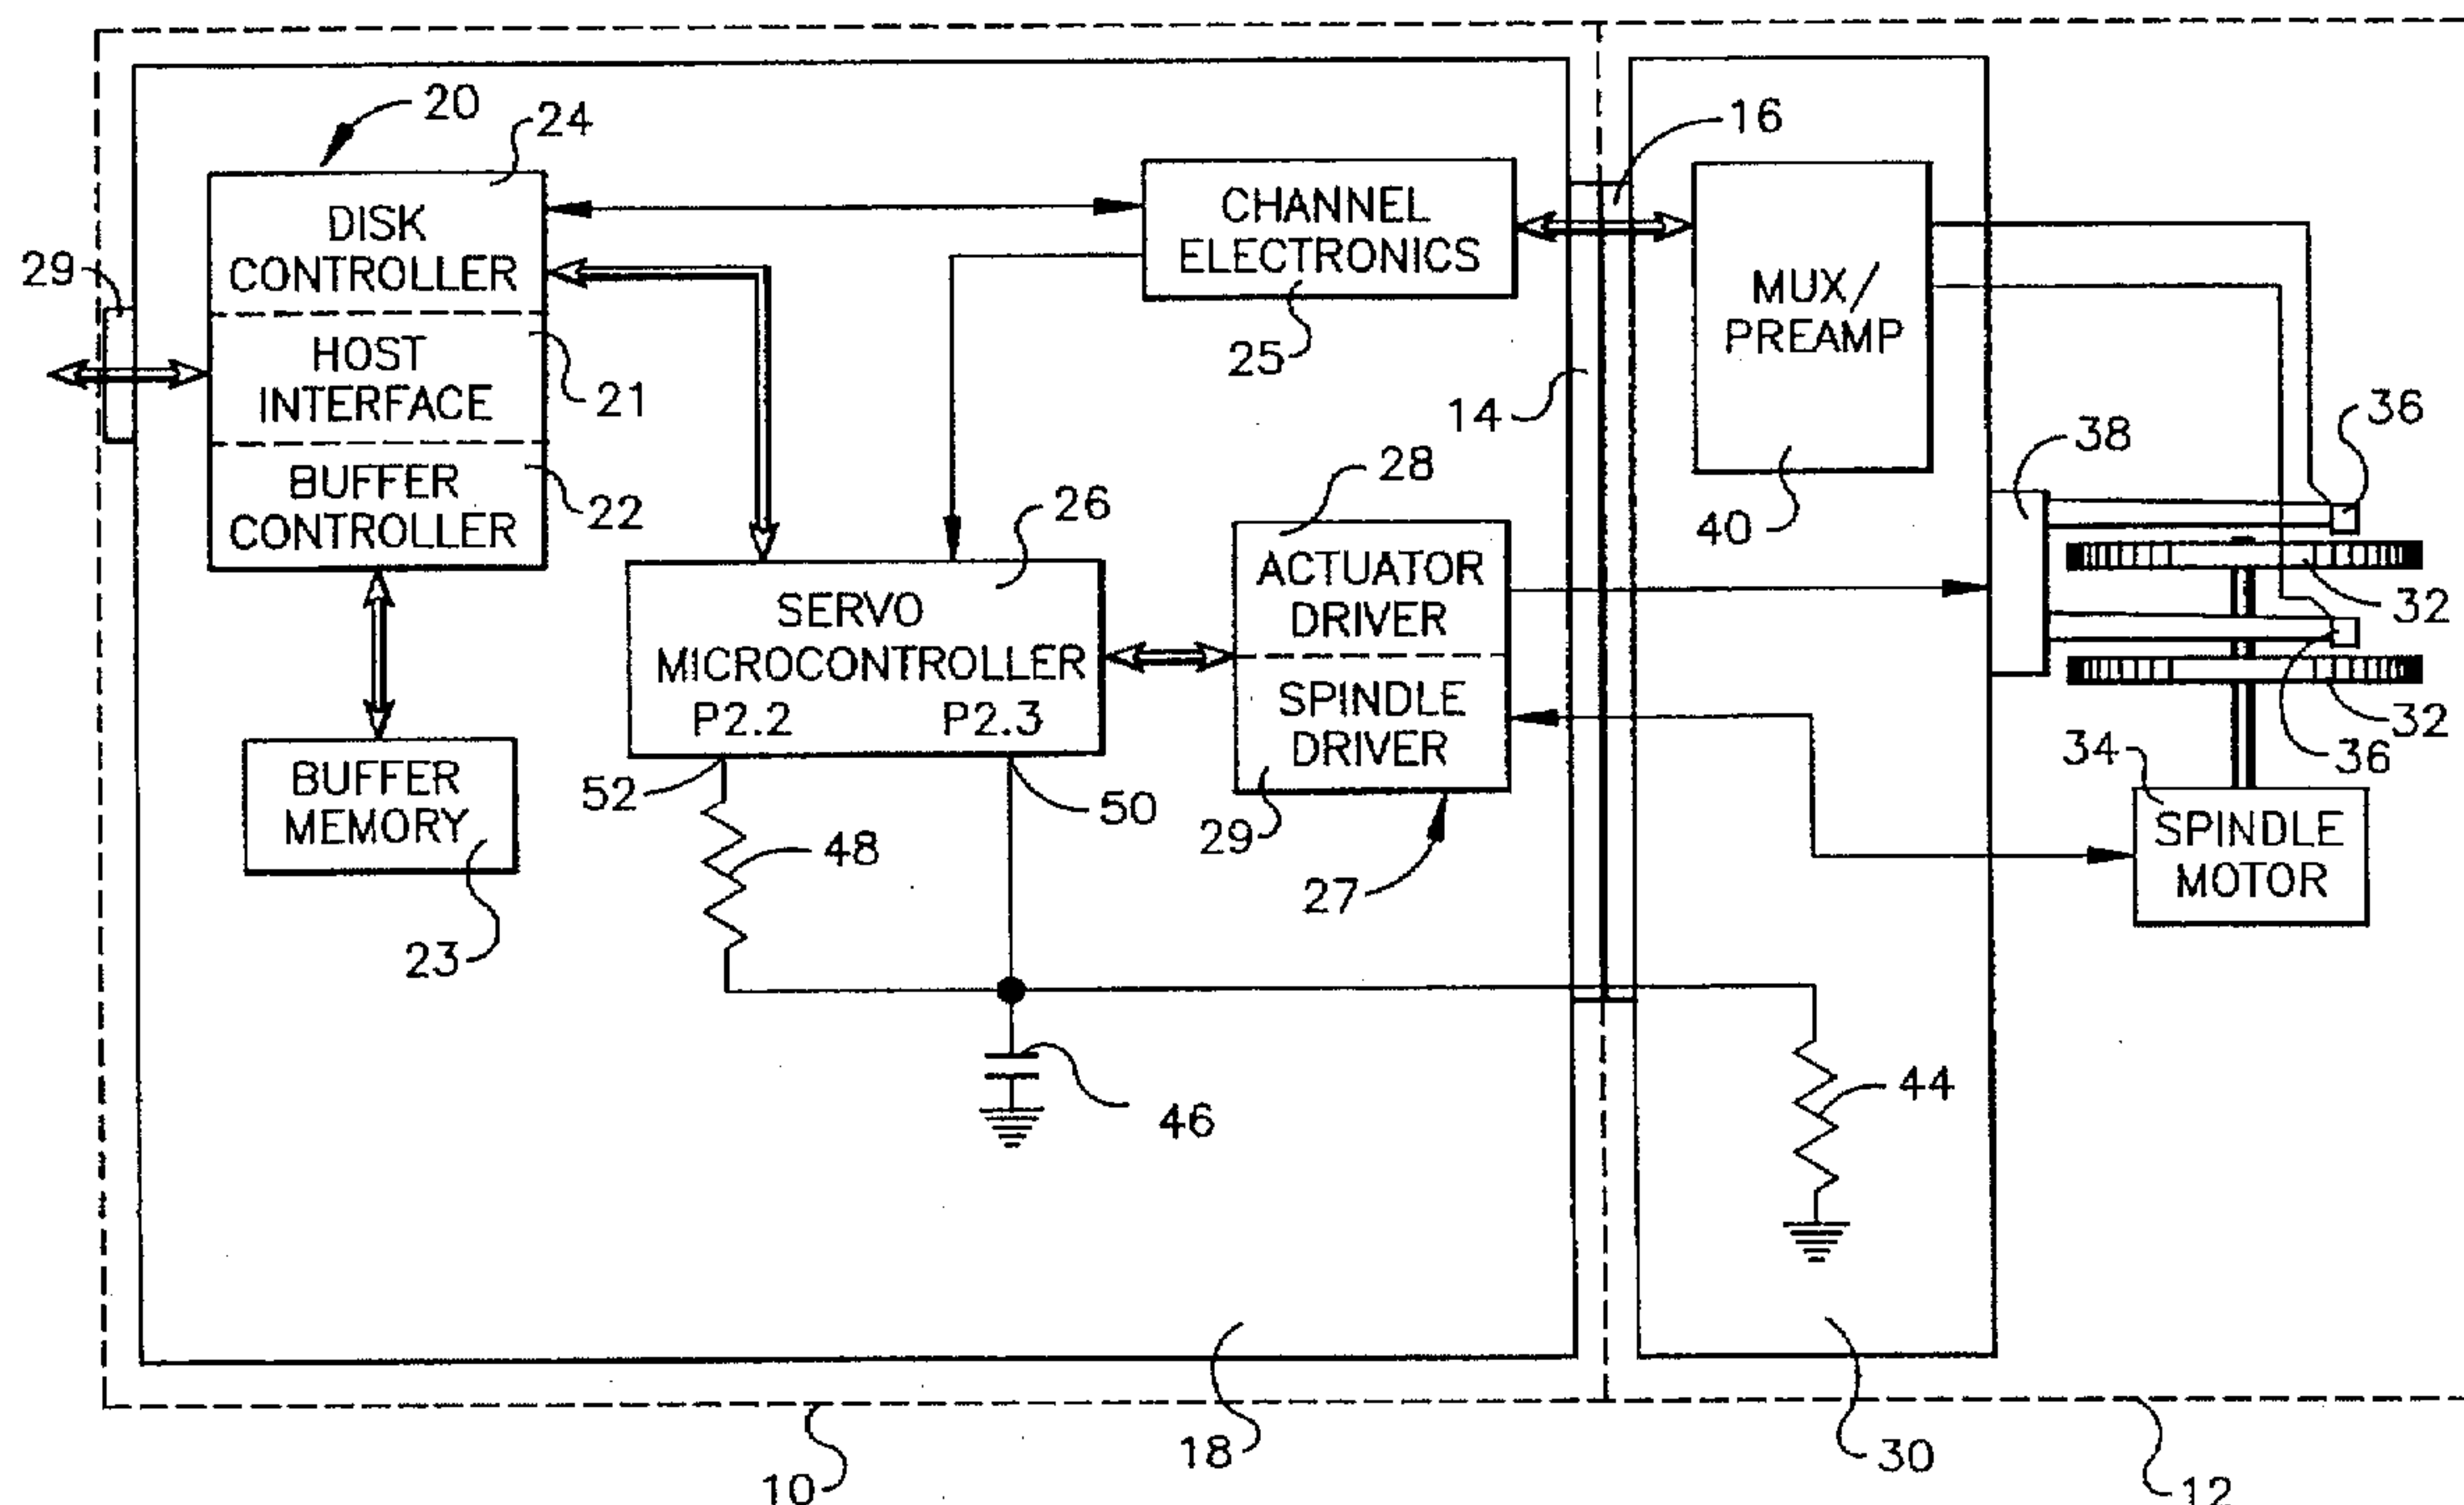 20
24
DISK
CONTROLLER
29
HOST
INTERFACE
21
BUFFER
CONTROLLER
22
BUFFER
MEMORY
23
CHANNEL
ELECTRONICS
25
14
16
MUX/
PREAMP
40
26
SERVO
MICROCONTROLLER
P2.2 P2.3
52
50
48
46
28
ACTUATOR
DRIVER
SPINDLE
DRIVER
29
27
38
36
32
32
36
34
SPINDLE
MOTOR
44
18
30
10
12